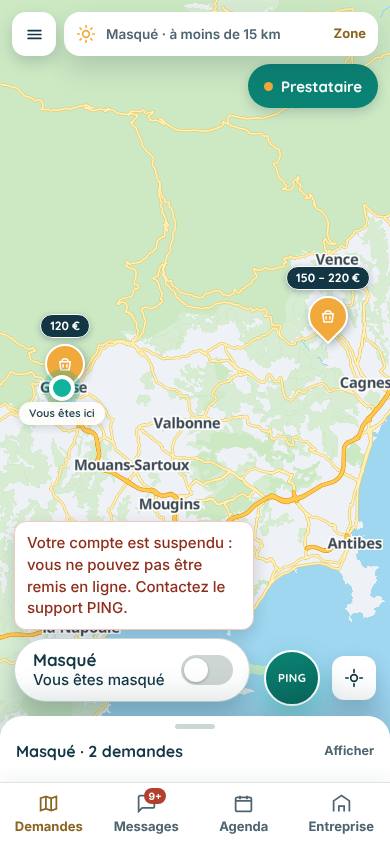 Masqué · à moins de 15 km
Zone
Prestataire
Vence
150 – 220 €
120 €
Cagnes
Vous êtes ici
Valbonne
Mouans-Sartoux
Mougins
Antibes
Votre compte est suspendu :
vous ne pouvez pas être
remis en ligne. Contactez le
support PING.
la Napoule
Masqué
Vous êtes masqué
PING
Masqué · 2 demandes
Afficher
9+
Demandes
Messages
Agenda
Entreprise